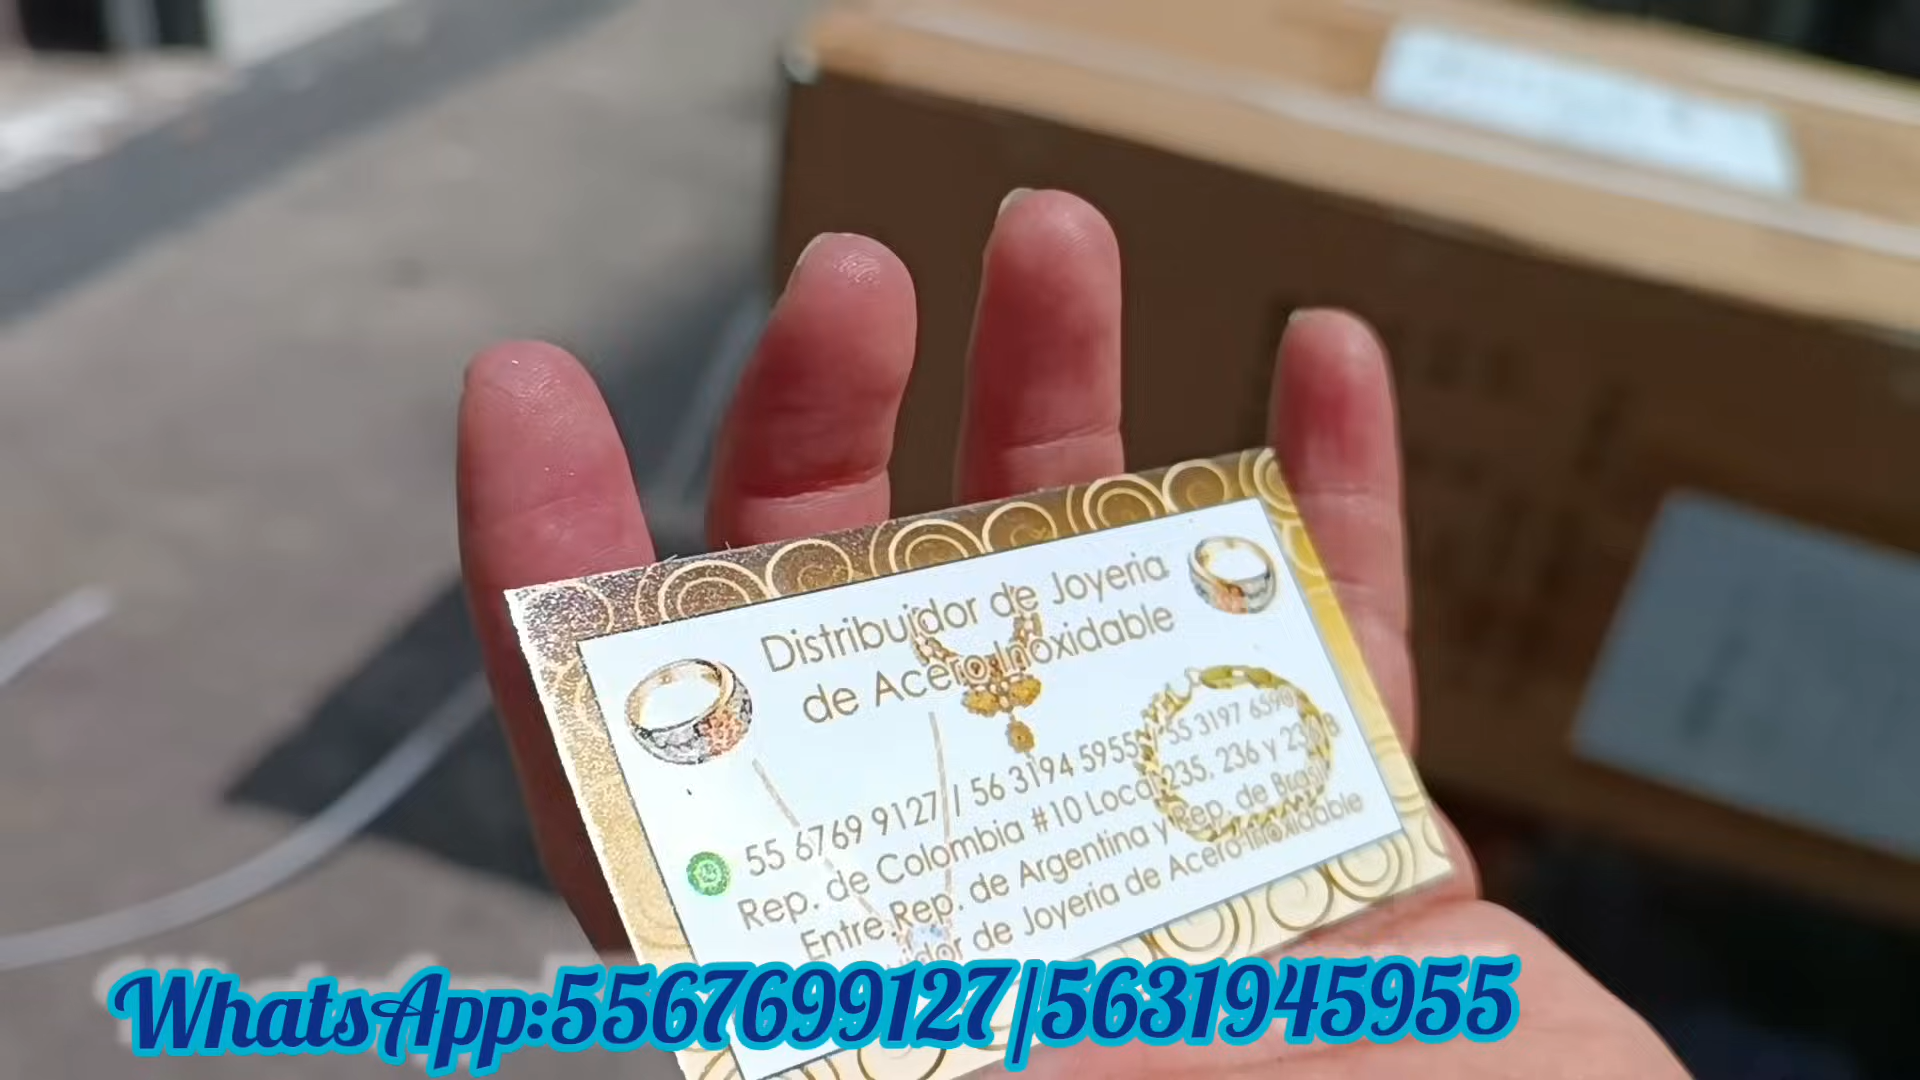 Distribuidor de Joyeria
de Acero Inoxidable
55 6769 9127 / 56 3194 5955 55 3197 6590
Rep. de Colombia #10 Local 235, 236 y
Entre Rep. de Argentina y Rep. de Brasil
de Joyeria de Acero Inoxidable
WhatsApp:5567699127/5631945955